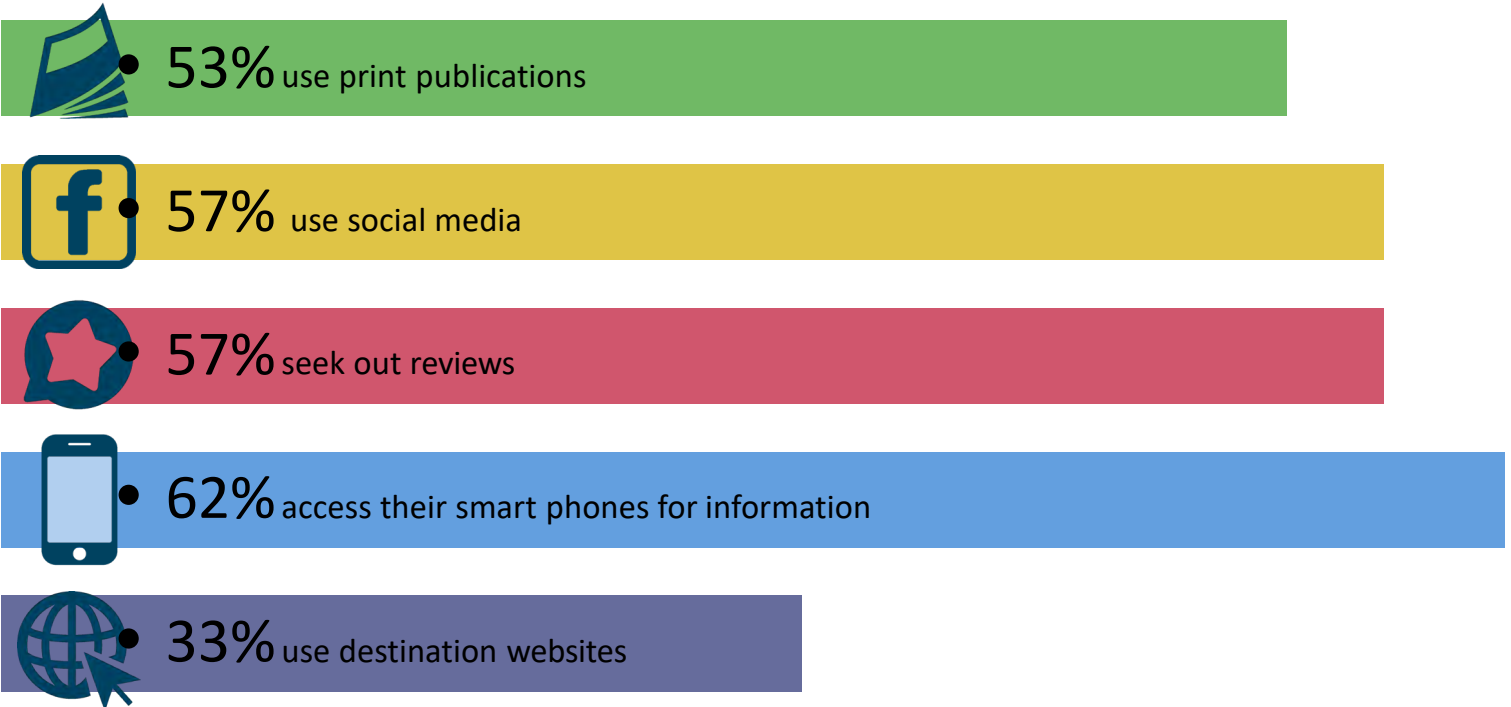 • 53% use print publications
• 57% use social media
• 57% seek out reviews
• 62% access their smart phones for information
• 33% use destination websites